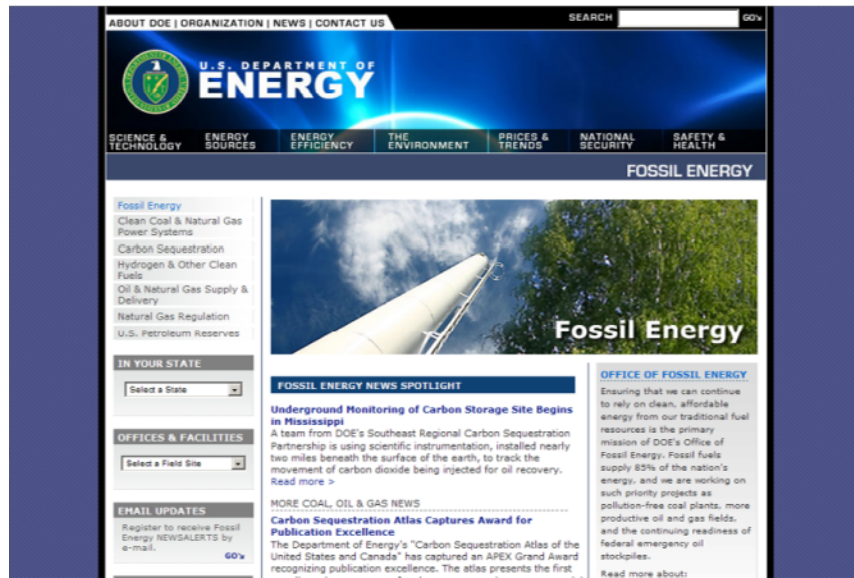 ABOUT DOE | ORGANIZATION | NEWS | CONTACT US
SEARCH
GO
U.S. DEPARTMENT OF
ENERGY
SCIENCE &
TECHNOLOGY
ENERGY
SOURCES
ENERGY
EFFICIENCY
THE
ENVIRONMENT
PRICES &
TRENDS
NATIONAL
SECURITY
SAFETY &
HEALTH
FOSSIL ENERGY
Fossil Energy
Clean Coal & Natural Gas
Power Systems
Carbon Sequestration
Hydrogen & Other Clean
Fuels
Oil & Natural Gas Supply &
Delivery
Natural Gas Regulation
U.S. Petroleum Reserves
IN YOUR STATE
Select a State
OFFICES & FACILITIES
Select a Field Site
EMAIL UPDATES
Register to receive Fossil
Energy NEWSALERTS by
e-mail.
GO
Fossil Energy
FOSSIL ENERGY NEWS SPOTLIGHT
Underground Monitoring of Carbon Storage Site Begins
in Mississippi
A team from DOE's Southeast Regional Carbon Sequestration
Partnership is using scientific instrumentation, installed nearly
two miles beneath the surface of the earth, to track the
movement of carbon dioxide being injected for oil recovery.
Read more >
MORE COAL, OIL & GAS NEWS
Carbon Sequestration Atlas Captures Award for
Publication Excellence
The Department of Energy's "Carbon Sequestration Atlas of the
United States and Canada" has captured an APEX Grand Award
recognizing publication excellence. The atlas presents the first
OFFICE OF FOSSIL ENERGY
Ensuring that we can continue
to rely on clean, affordable
energy from our traditional fuel
resources is the primary
mission of DOE's Office of
Fossil Energy. Fossil fuels
supply 85% of the nation's
energy, and we are working on
such priority projects as
pollution-free coal plants, more
productive oil and gas fields,
and the continuing readiness of
federal emergency oil
stockpiles.
Read more about: